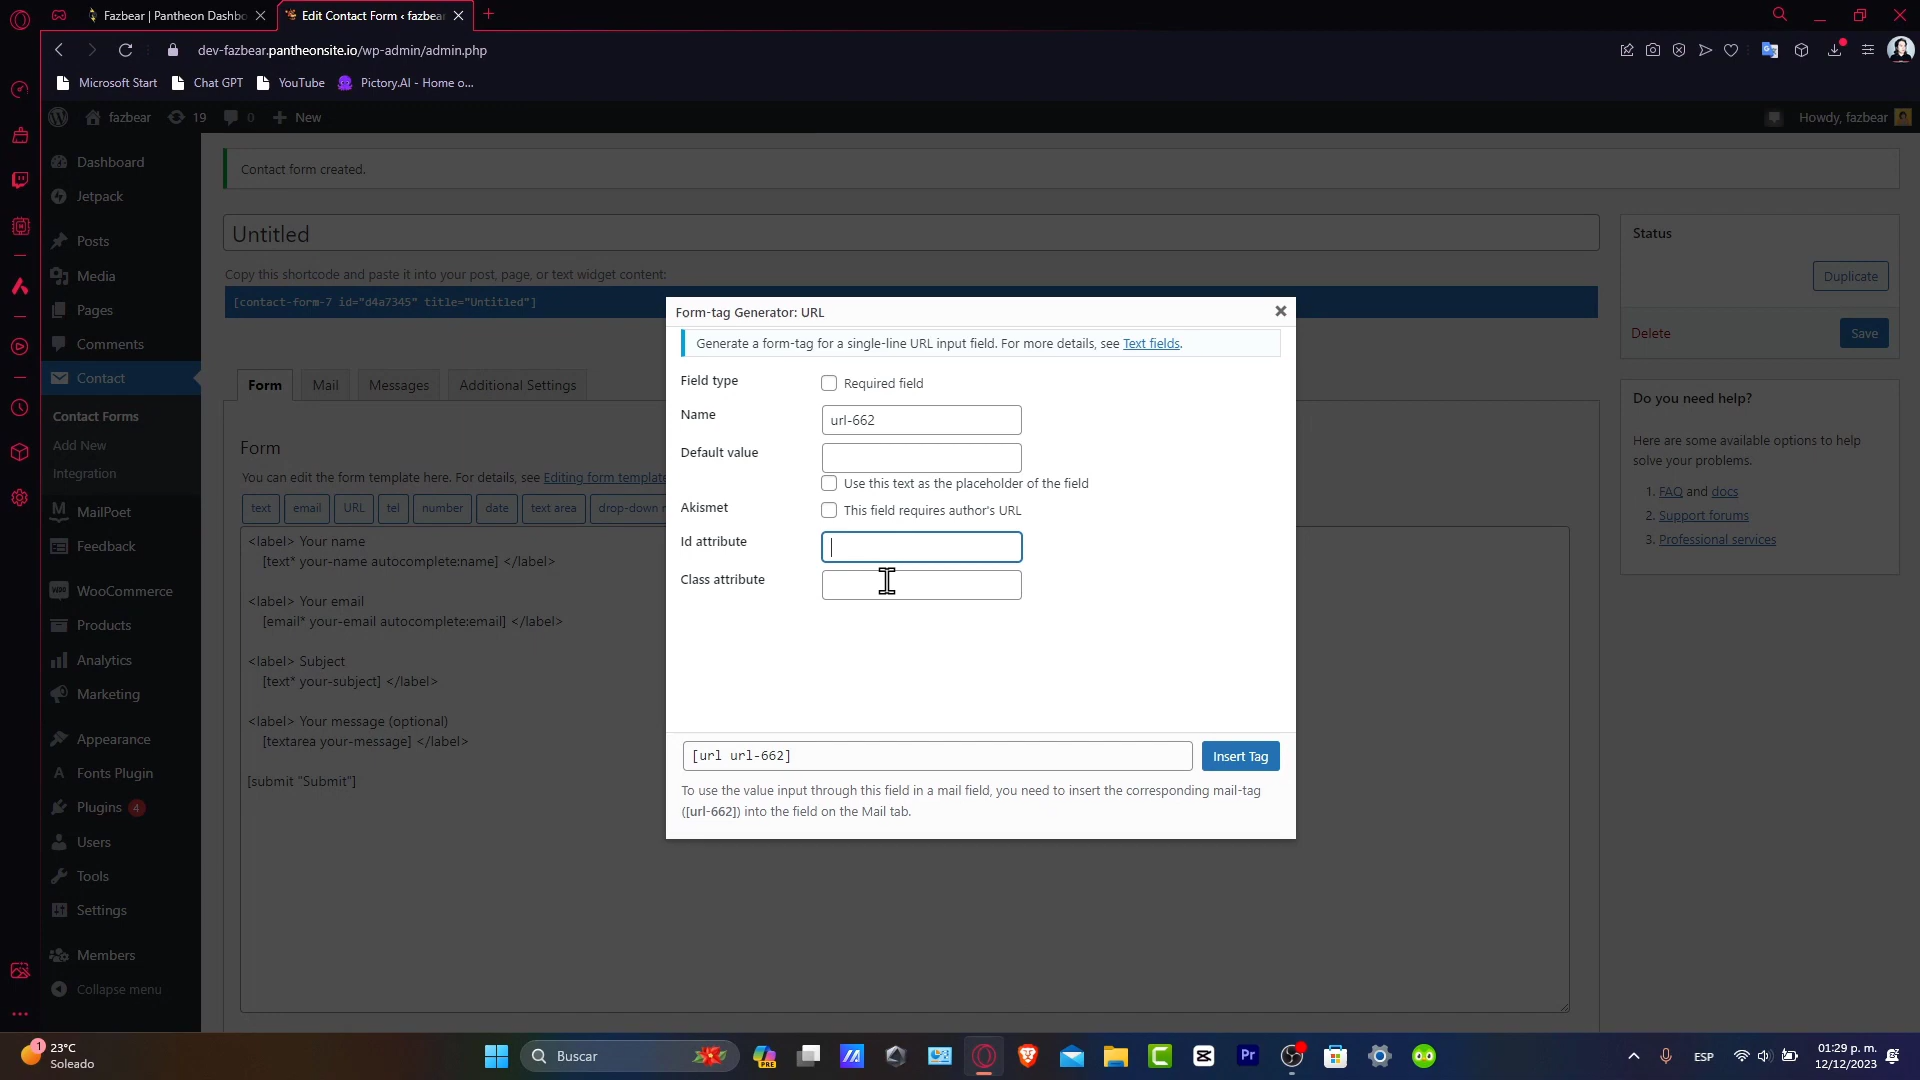 Fazbear | Pantheon Dashbo
Edit Contact Form ‹ fazbear
dev-fazbear.pantheonsite.io/wp-admin/admin.php
Microsoft Start
Chat GPT
YouTube
Pictory.AI - Home o...
fazbear
19
0
New
Howdy, fazbear
Dashboard
Jetpack
Posts
Media
Pages
Comments
Contact
Contact Forms
Add New
Integration
MailPoet
Feedback
WooCommerce
Products
Analytics
Marketing
Appearance
Fonts Plugin
Plugins 4
Users
Tools
Settings
Members
Collapse menu
Contact form created.
Untitled
Copy this shortcode and paste it into your post, page, or text widget content:
[contact-form-7 id="d4a7345" title="Untitled"]
Form
Mail
Messages
Additional Settings
Form
You can edit the form template here. For details, see Editing form template
text
email
URL
tel
number
date
text area
drop-down
<label> Your name
[text* your-name autocomplete:name] </label>
<label> Your email
[email* your-email autocomplete:email] </label>
<label> Subject
[text* your-subject] </label>
<label> Your message (optional)
[textarea your-message] </label>
[submit "Submit"]
Form-tag Generator: URL
Generate a form-tag for a single-line URL input field. For more details, see Text fields.
Field type
Required field
Name
url-662
Default value
Use this text as the placeholder of the field
Akismet
This field requires author's URL
Id attribute
Class attribute
[url url-662]
Insert Tag
To use the value input through this field in a mail field, you need to insert the corresponding mail-tag
([url-662]) into the field on the Mail tab.
Status
Duplicate
Delete
Save
Do you need help?
Here are some available options to help
solve your problems.
1. FAQ and docs
2. Support forums
3. Professional services
1
23°C
Soleado
Buscar
PRE
Pr
ESP
01:29 p. m.
12/12/2023